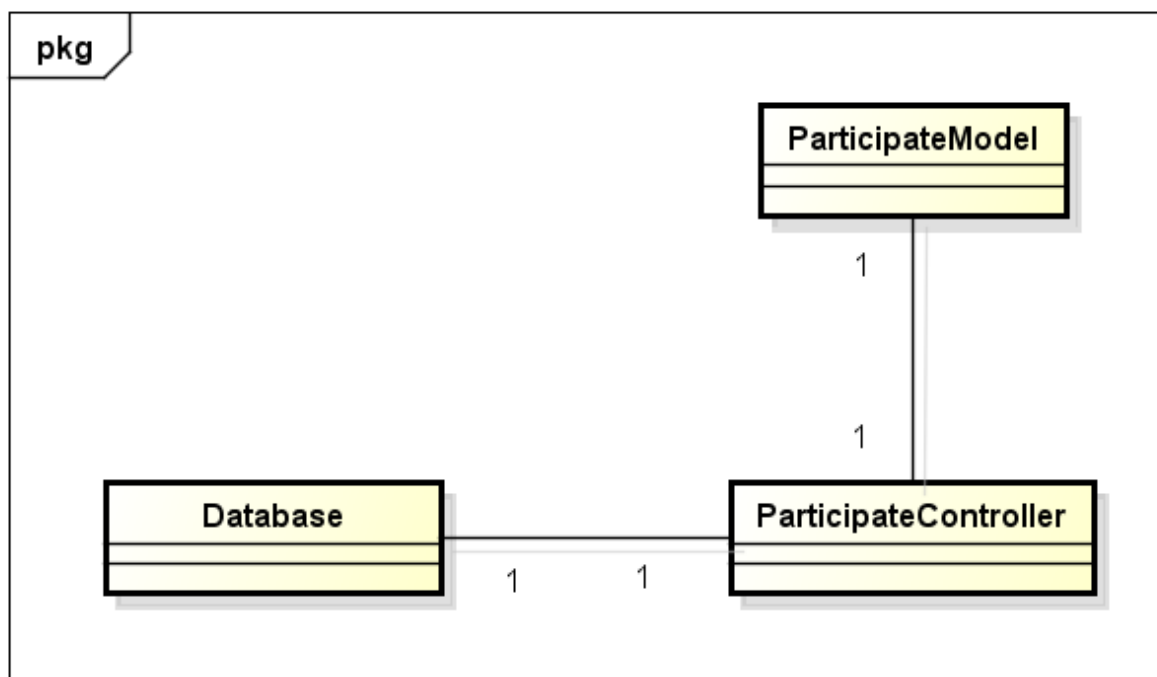 pkg
ParticipateModel
1
1
Database
ParticipateController
1
1